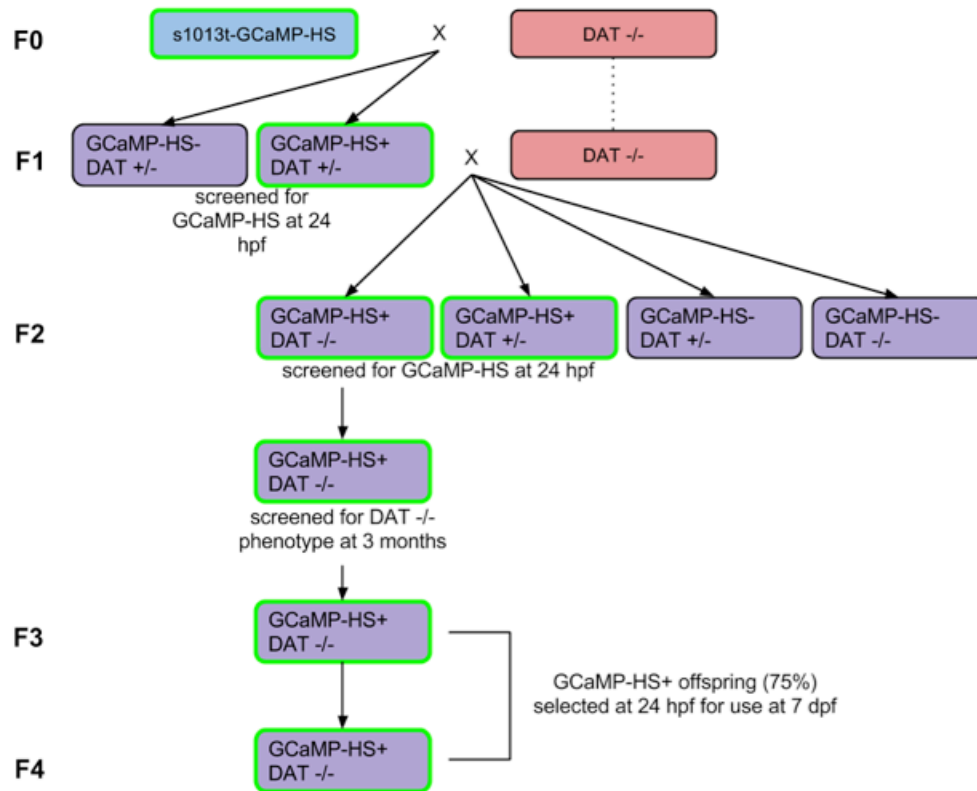 F0
s1013t-GCaMP-HS
X
DAT -/-
F1
GCaMP-HS-
DAT +/-
GCaMP-HS+
DAT +/-
X
DAT -/-
screened for
GCaMP-HS at 24
hpf
F2
GCaMP-HS+
DAT -/-
GCaMP-HS+
DAT +/-
GCaMP-HS-
DAT +/-
GCaMP-HS-
DAT -/-
screened for GCaMP-HS at 24 hpf
GCaMP-HS+
DAT -/-
screened for DAT -/-
phenotype at 3 months
F3
GCaMP-HS+
DAT -/-
GCaMP-HS+ offspring (75%)
selected at 24 hpf for use at 7 dpf
F4
GCaMP-HS+
DAT -/-